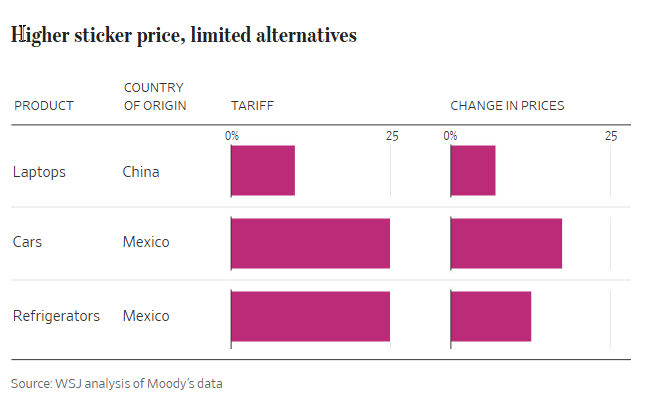 Higher sticker price, limited alternatives
COUNTRY
PRODUCT OF ORIGIN TARIFF CHANGE IN PRICES
0% 25 0% 25
Laptops China
Cars Mexico
Refrigerators Mexico
Source: WSJ analysis of Moody’s data